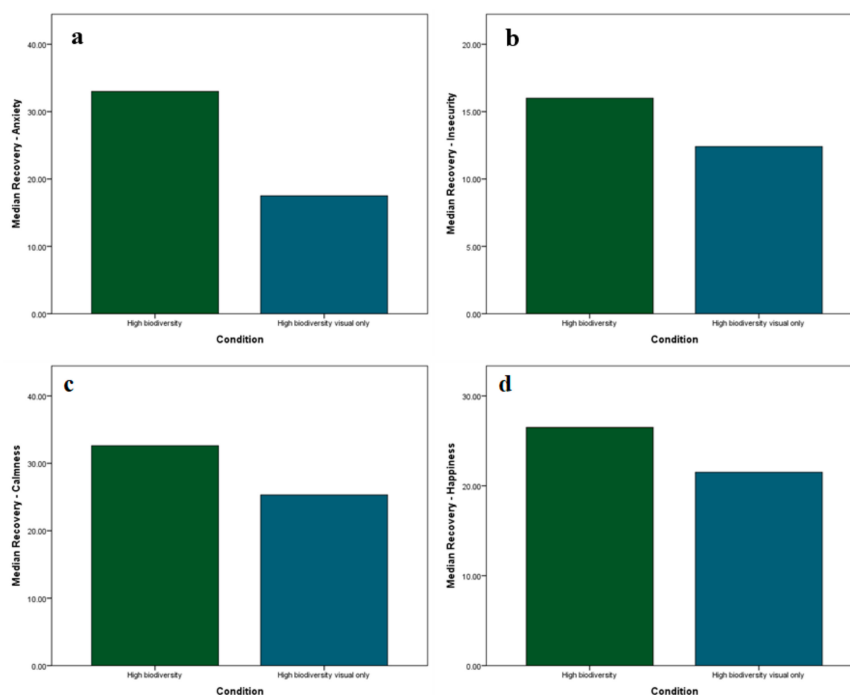 a
40.00
30.00
20.00
10.00
0.00
Median Recovery - Anxiety
High biodiversity
High biodiversity visual only
Condition
b
20.00
15.00
10.00
5.00
0.00
Median Recovery - Insecurity
High biodiversity
High biodiversity visual only
Condition
c
40.00
30.00
20.00
10.00
0.00
Median Recovery - Calmness
High biodiversity
High biodiversity visual only
Condition
d
30.00
20.00
10.00
0.00
Median Recovery - Happiness
High biodiversity
High biodiversity visual only
Condition